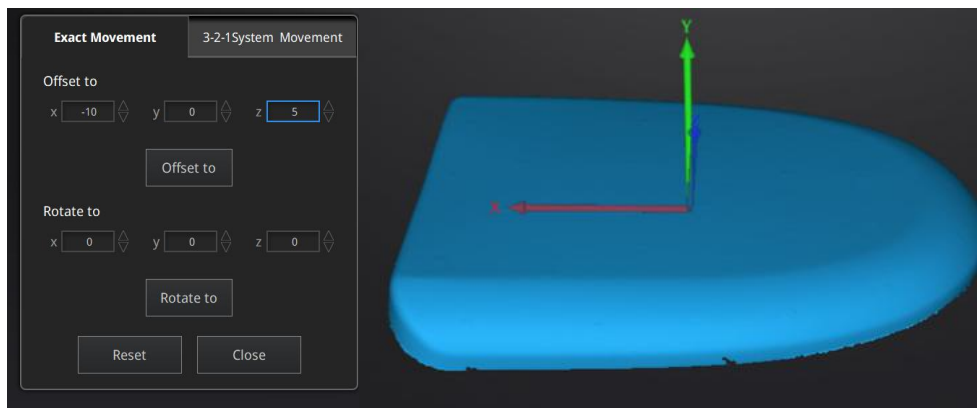 Exact Movement 3-2-1System Movement
Offset to
x -10 y 0 z 5
Offset to
Rotate to
x 0 y 0 z 0
Rotate to
Reset Close
Y
X